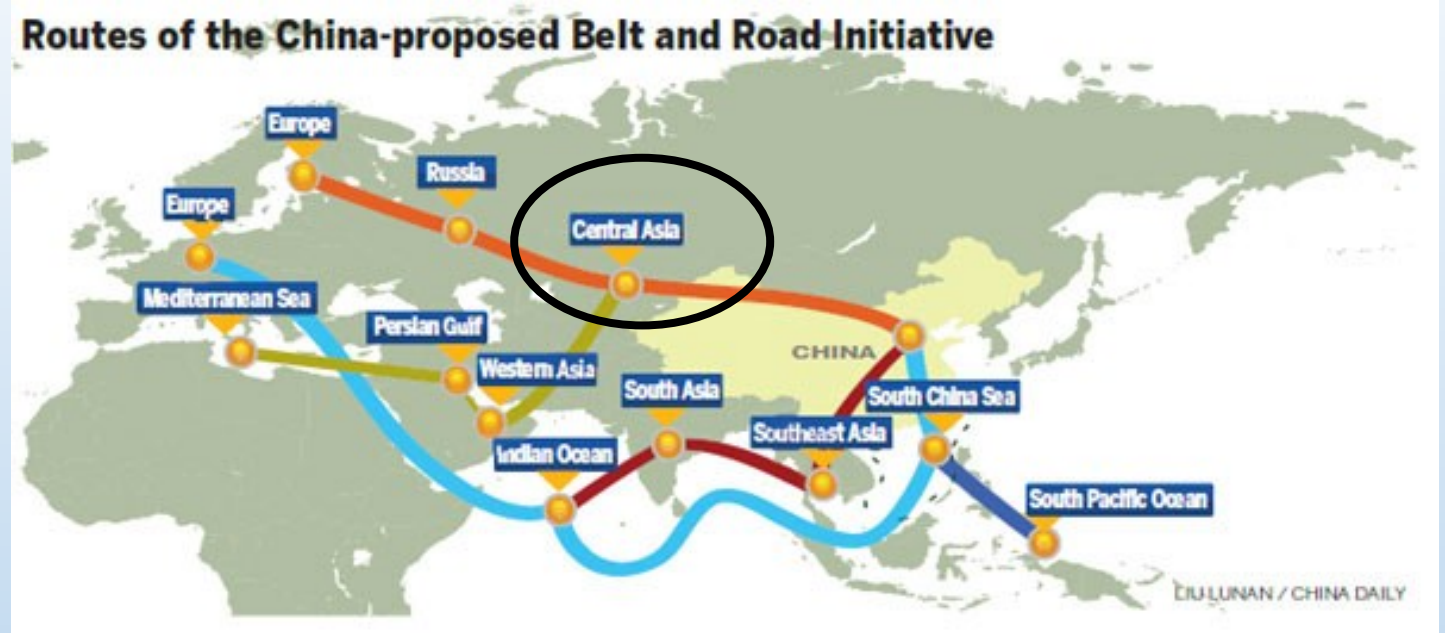 Routes of the China-proposed Belt and Road Initiative
Europe
Russia
Europe
Central Asia
Mediterranean Sea
Persian Gulf
Western Asia
CHINA
South Asia
South China Sea
Southeast Asia
Indian Ocean
South Pacific Ocean
LIU LUNAN / CHINA DAILY